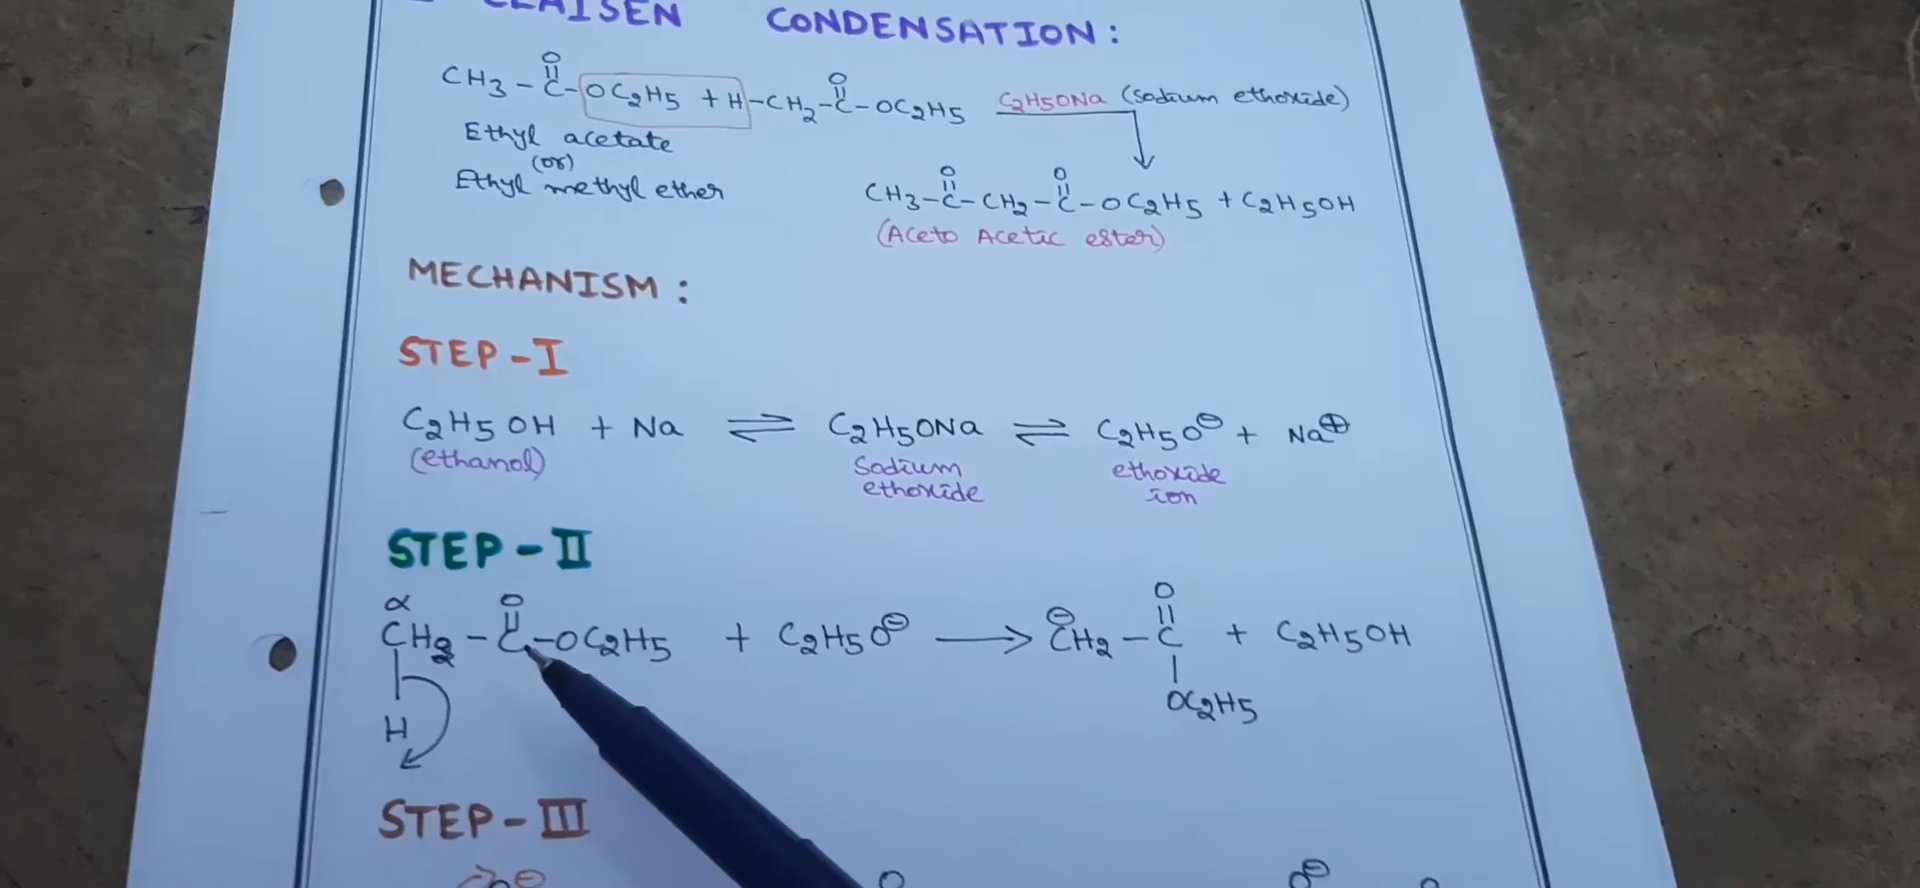 CLAISEN CONDENSATION:
O O
|| ||
CH3 - C - OC2H5 + H - CH2 - C - OC2H5 C2H5ONa (sodium ethoxide)
Ethyl acetate
(or)
Ethyl methyl ether
O O
|| ||
CH3 - C - CH2 - C - OC2H5 + C2H5OH
(Aceto Acetic ester)
MECHANISM:
STEP-I
C2H5OH + Na ⇌ C2H5ONa ⇌ C2H5O⊖ + Na⊕
(ethanol) Sodium ethoxide ethoxide ion
STEP-II
α O O
|| ||
CH2 - C - OC2H5 + C2H5O⊖ → ⊖CH2 - C + C2H5OH
| |
H OC2H5
STEP-III